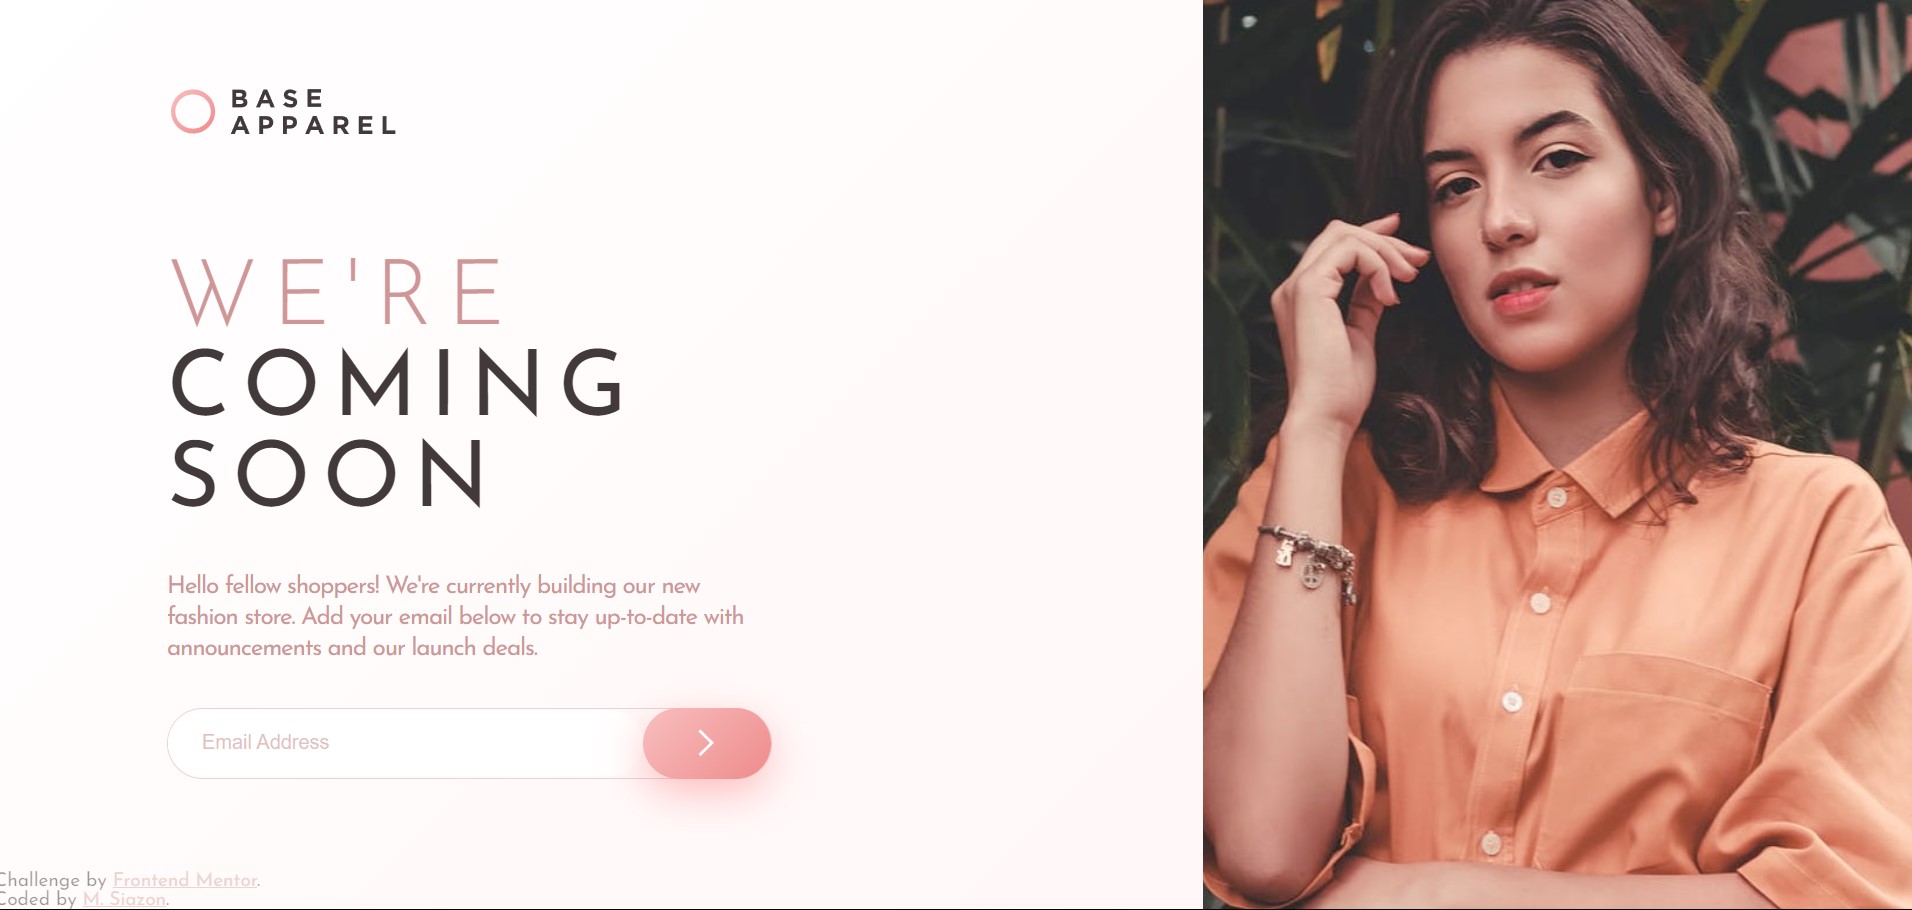 BASE
APPAREL
WE'RE
COMING
SOON
Hello fellow shoppers! We're currently building our new
fashion store. Add your email below to stay up-to-date with
announcements and our launch deals.
Email Address
Challenge by Frontend Mentor.
Coded by M. Siazon.